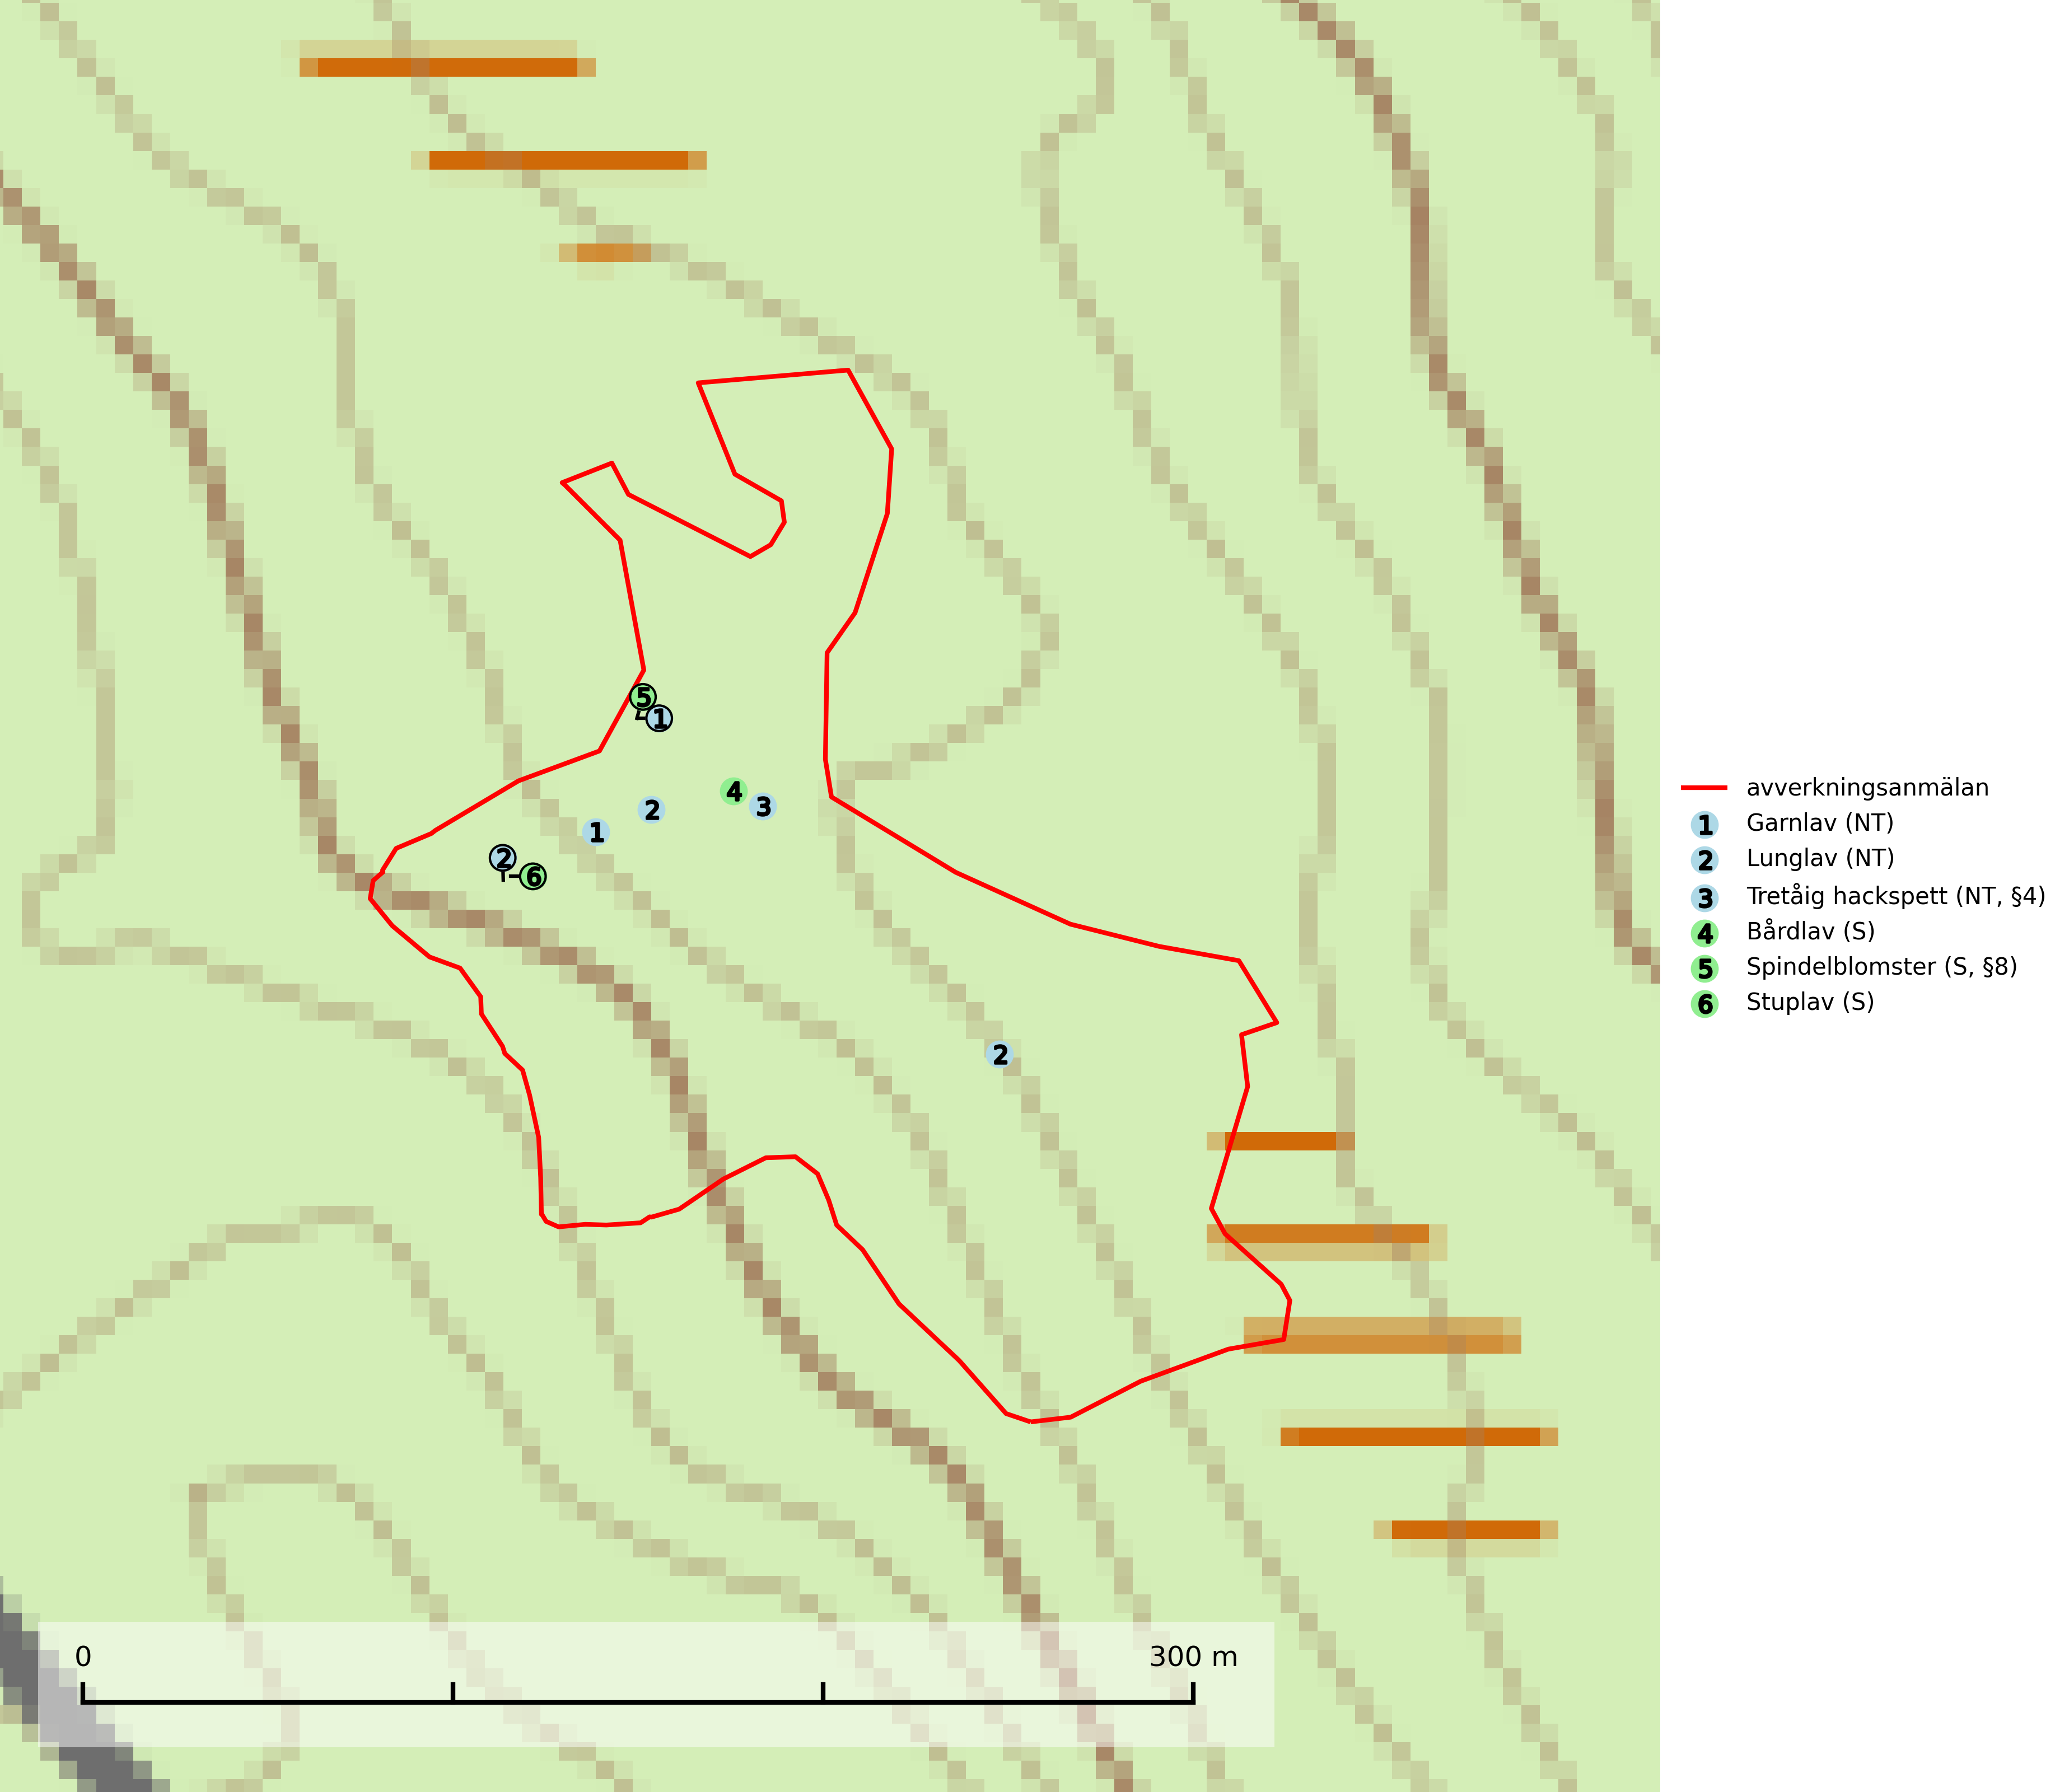 5
1
4
3
2
1
2
6
2
0 300 m
avverkningsanmälan
1 Garnlav (NT)
2 Lunglav (NT)
3 Tretåig hackspett (NT, §4)
4 Bårdlav (S)
5 Spindelblomster (S, §8)
6 Stuplav (S)